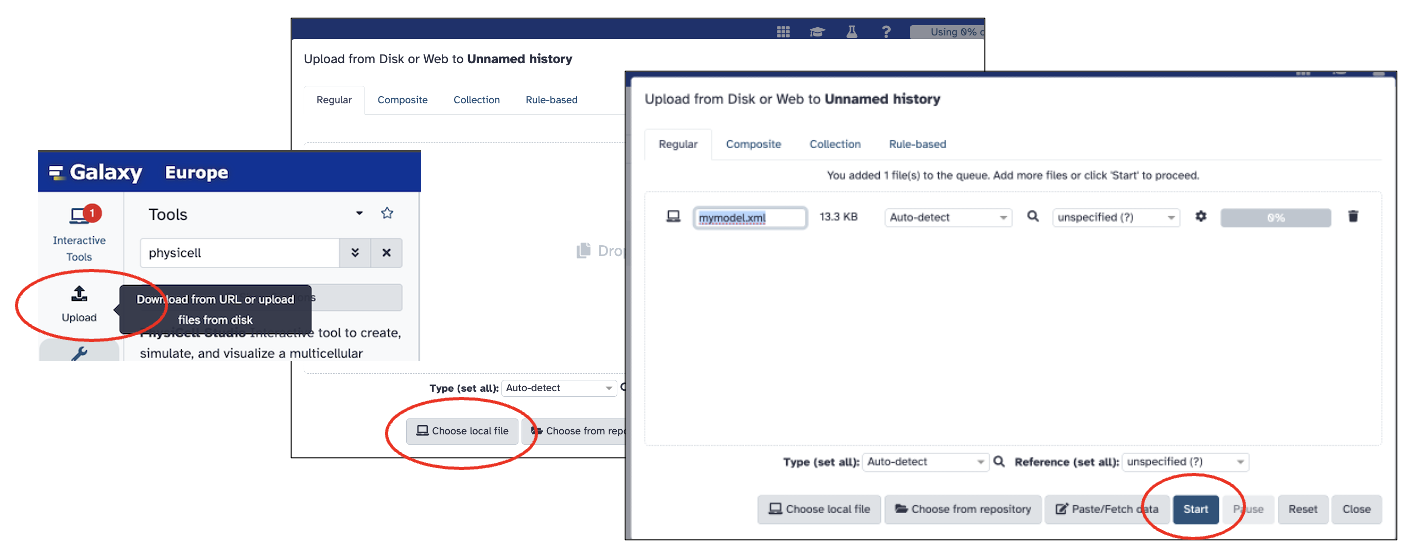 Galaxy Europe
1
Interactive
Tools
Upload
Tools
physicell
Download from URL or upload
files from disk
PhysiCell Studio Interactive tool to create,
simulate, and visualize a multicellular
? Using 0%
Upload from Disk or Web to Unnamed history
Regular Composite Collection Rule-based
Type (set all): Auto-detect
Choose local file Choose from
Upload from Disk or Web to Unnamed history
Regular Composite Collection Rule-based
You added 1 file(s) to the queue. Add more files or click 'Start' to proceed.
mymodel.xml 13.3 KB Auto-detect unspecified (?) 0%
Type (set all): Auto-detect Reference (set all): unspecified (?)
Choose local file Choose from repository Paste/Fetch data Start Pause Reset Close